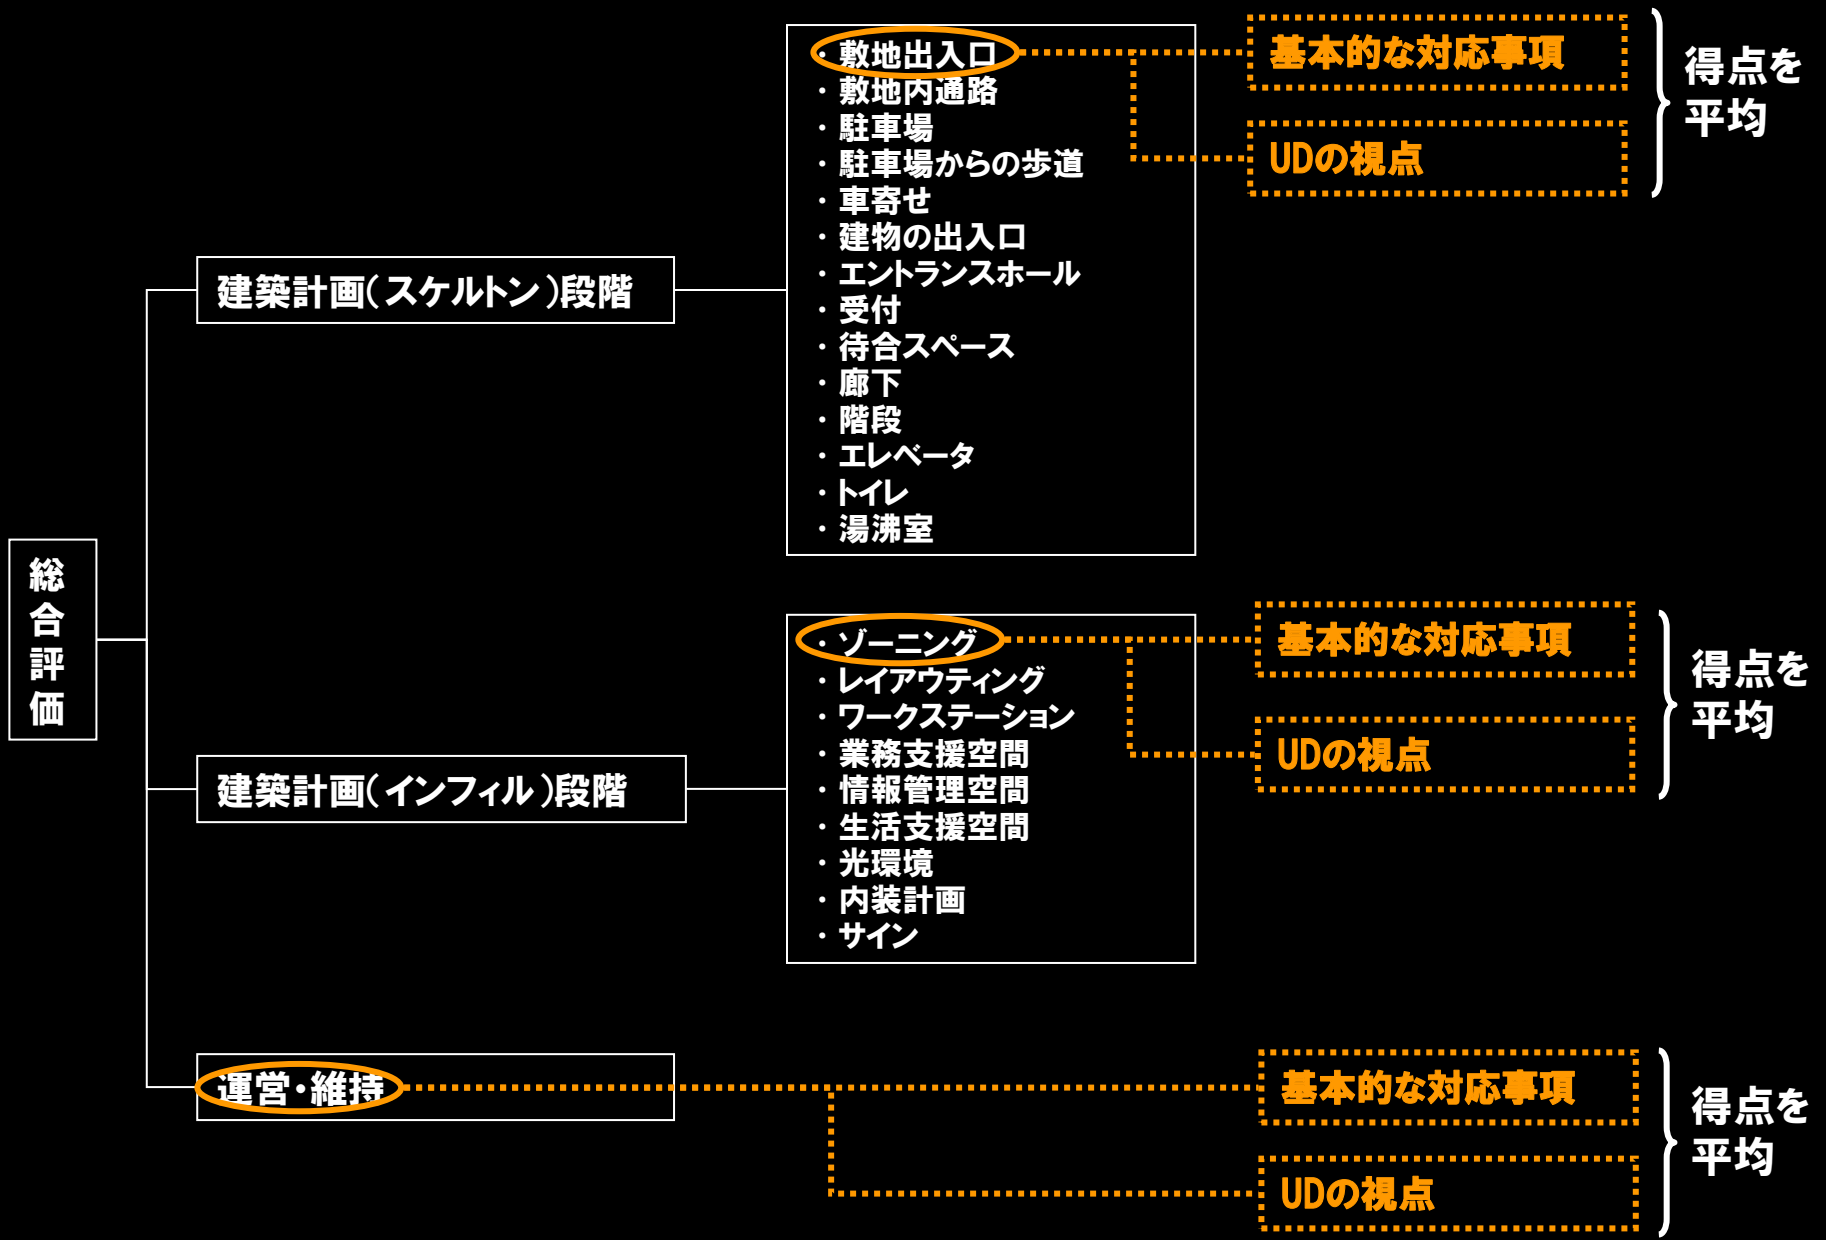 総
合
評
価
建築計画(スケルトン)段階
・敷地出入口
・敷地内通路
・駐車場
・駐車場からの歩道
・車寄せ
・建物の出入口
・エントランスホール
・受付
・待合スペース
・廊下
・階段
・エレベータ
・トイレ
・湯沸室
基本的な対応事項
UDの視点
得点を
平均
建築計画(インフィル)段階
・ゾーニング
・レイアウティング
・ワークステーション
・業務支援空間
・情報管理空間
・生活支援空間
・光環境
・内装計画
・サイン
基本的な対応事項
UDの視点
得点を
平均
運営・維持
基本的な対応事項
UDの視点
得点を
平均